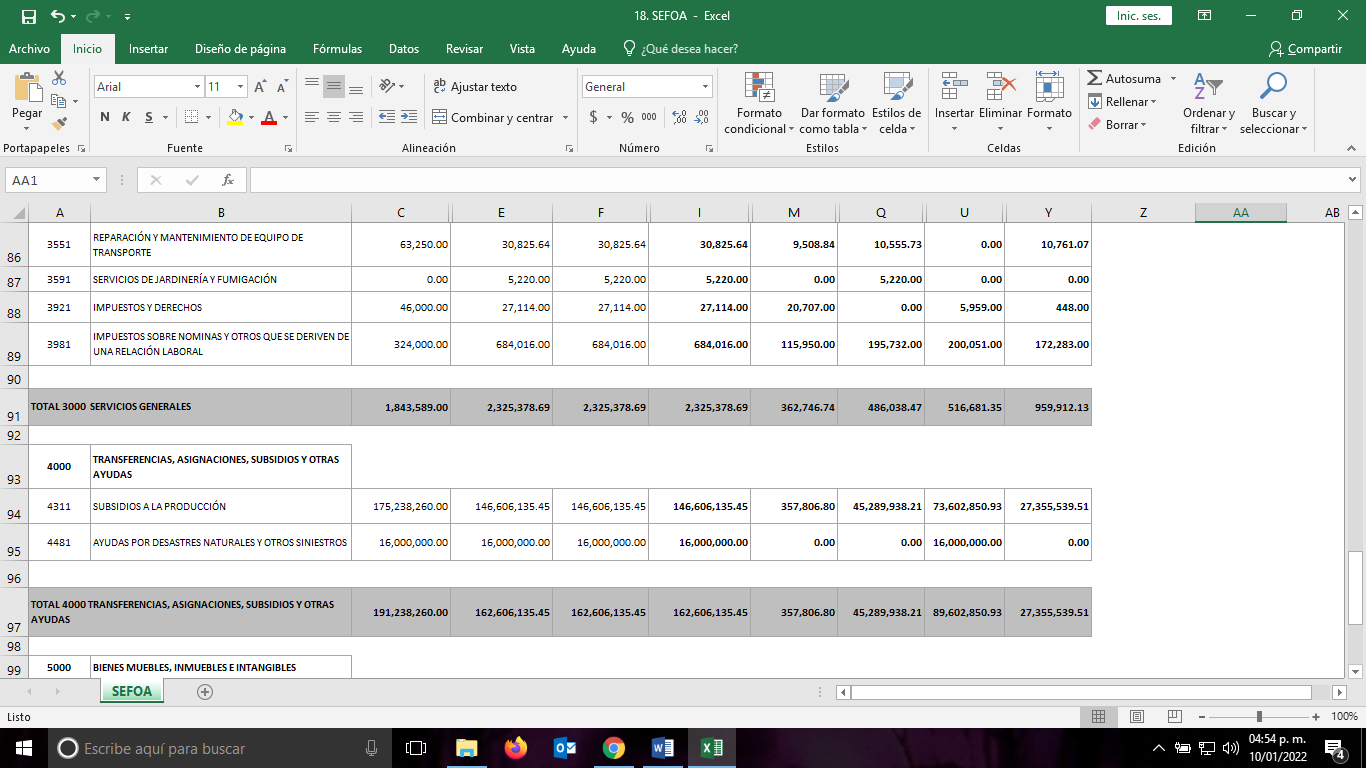 18. SEFOA - Excel
Inic. ses.
Archivo Inicio Insertar Diseño de página Fórmulas Datos Revisar Vista Ayuda ¿Qué desea hacer? Compartir
Pegar
Arial 11
N K S
Ajustar texto
Combinar y centrar
General
$ % 000
Formato condicional
Dar formato como tabla
Estilos de celda
Insertar Eliminar Formato
Autosuma
Rellenar
Borrar
Ordenar y filtrar
Buscar y seleccionar
Portapapeles Fuente Alineación Número Estilos Celdas Edición
AA1 fx
A B C E F I M Q U Y Z AA AB
86 3551 REPARACIÓN Y MANTENIMIENTO DE EQUIPO DE TRANSPORTE 63,250.00 30,825.64 30,825.64 30,825.64 9,508.84 10,555.73 0.00 10,761.07
87 3591 SERVICIOS DE JARDINERÍA Y FUMIGACIÓN 0.00 5,220.00 5,220.00 5,220.00 0.00 5,220.00 0.00 0.00
88 3921 IMPUESTOS Y DERECHOS 46,000.00 27,114.00 27,114.00 27,114.00 20,707.00 0.00 5,959.00 448.00
89 3981 IMPUESTOS SOBRE NOMINAS Y OTROS QUE SE DERIVEN DE UNA RELACIÓN LABORAL 324,000.00 684,016.00 684,016.00 684,016.00 115,950.00 195,732.00 200,051.00 172,283.00
90
91 TOTAL 3000 SERVICIOS GENERALES 1,843,589.00 2,325,378.69 2,325,378.69 2,325,378.69 362,746.74 486,038.47 516,681.35 959,912.13
92
93 4000 TRANSFERENCIAS, ASIGNACIONES, SUBSIDIOS Y OTRAS AYUDAS
94 4311 SUBSIDIOS A LA PRODUCCIÓN 175,238,260.00 146,606,135.45 146,606,135.45 146,606,135.45 357,806.80 45,289,938.21 73,602,850.93 27,355,539.51
95 4481 AYUDAS POR DESASTRES NATURALES Y OTROS SINIESTROS 16,000,000.00 16,000,000.00 16,000,000.00 16,000,000.00 0.00 0.00 16,000,000.00 0.00
96
97 TOTAL 4000 TRANSFERENCIAS, ASIGNACIONES, SUBSIDIOS Y OTRAS AYUDAS 191,238,260.00 162,606,135.45 162,606,135.45 162,606,135.45 357,806.80 45,289,938.21 89,602,850.93 27,355,539.51
98
99 5000 BIENES MUEBLES, INMUEBLES E INTANGIBLES
SEFOA
Listo 100%
Escribe aquí para buscar
04:54 p. m.
10/01/2022
4